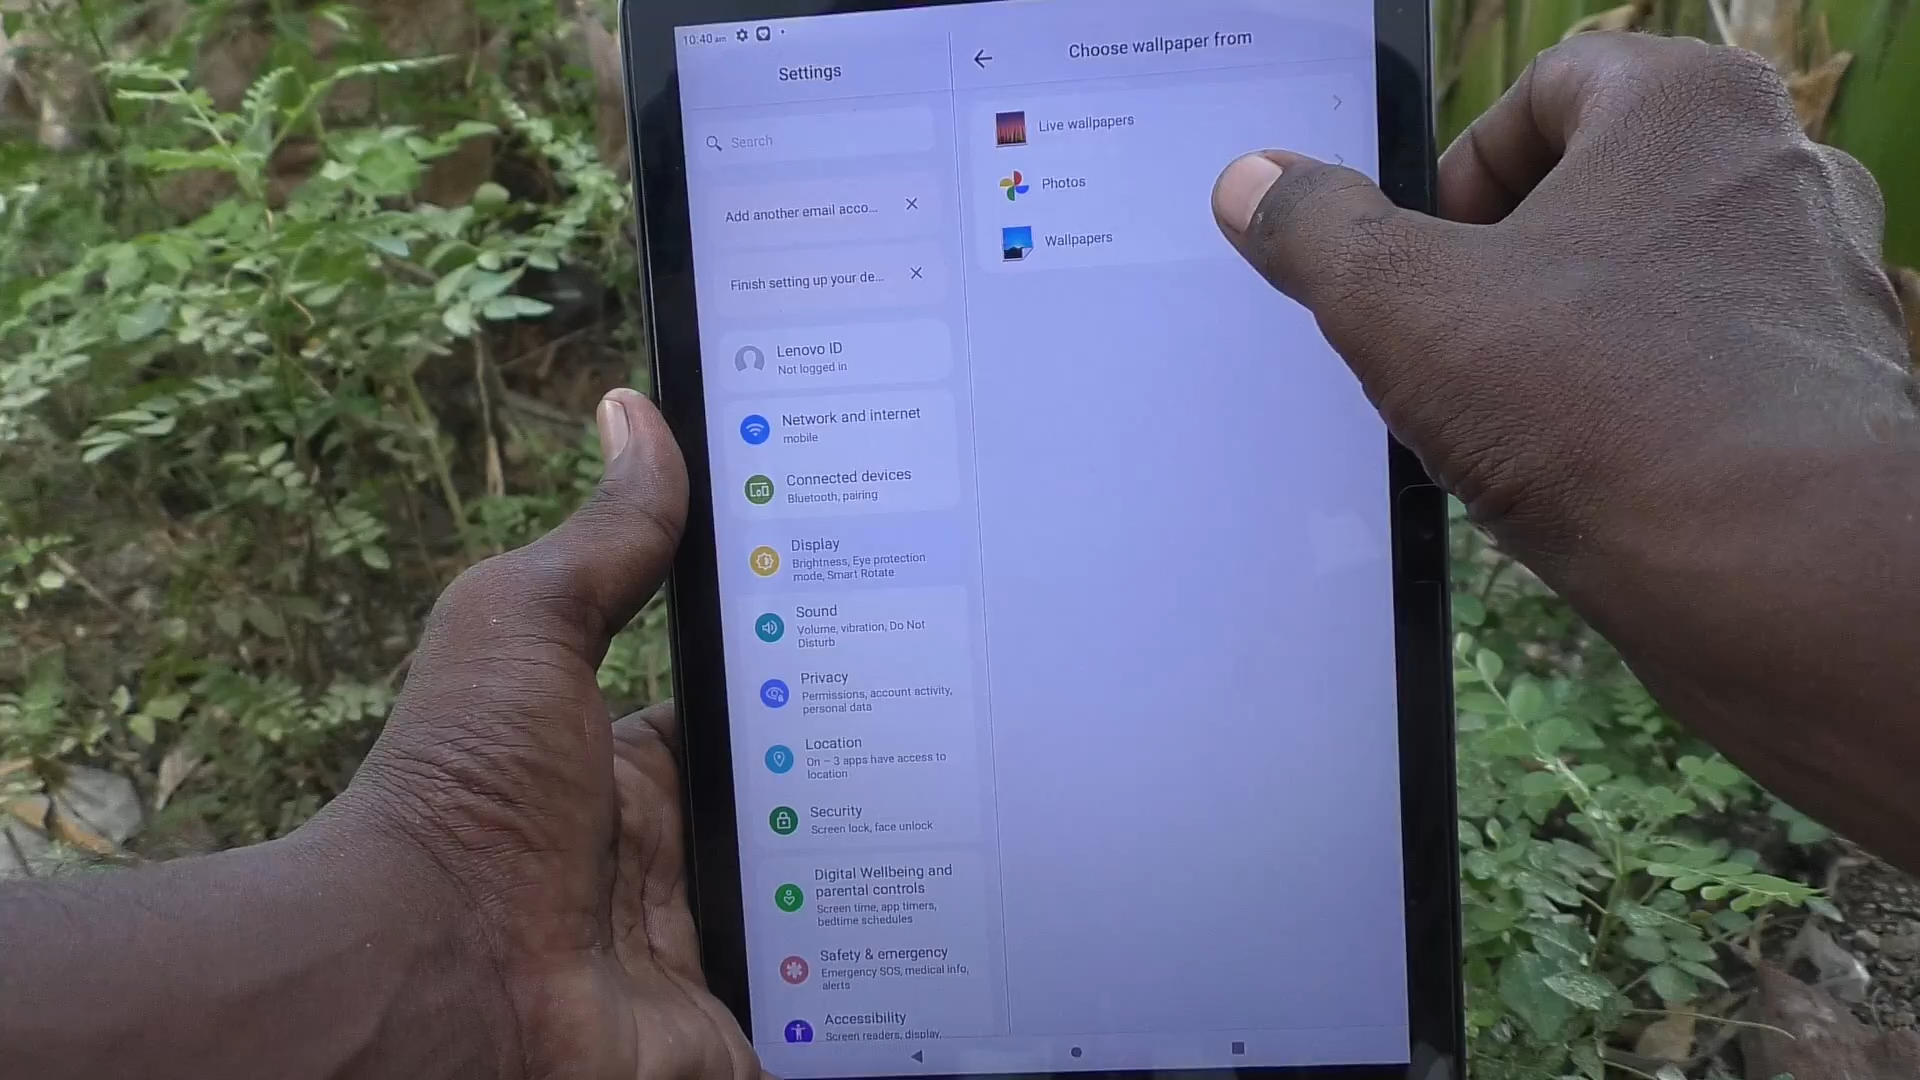 10:40 am
Settings
Search
Add another email acco...
Finish setting up your de...
Lenovo ID
Not logged in
Network and internet
mobile
Connected devices
Bluetooth, pairing
Display
Brightness, Eye protection
mode, Smart Rotate
Sound
Volume, vibration, Do Not
Disturb
Privacy
Permissions, account activity,
personal data
Location
On – 3 apps have access to
location
Security
Screen lock, face unlock
Digital Wellbeing and
parental controls
Screen time, app timers,
bedtime schedules
Safety & emergency
Emergency SOS, medical info,
alerts
Accessibility
Screen readers, display,
Choose wallpaper from
Live wallpapers
Photos
Wallpapers